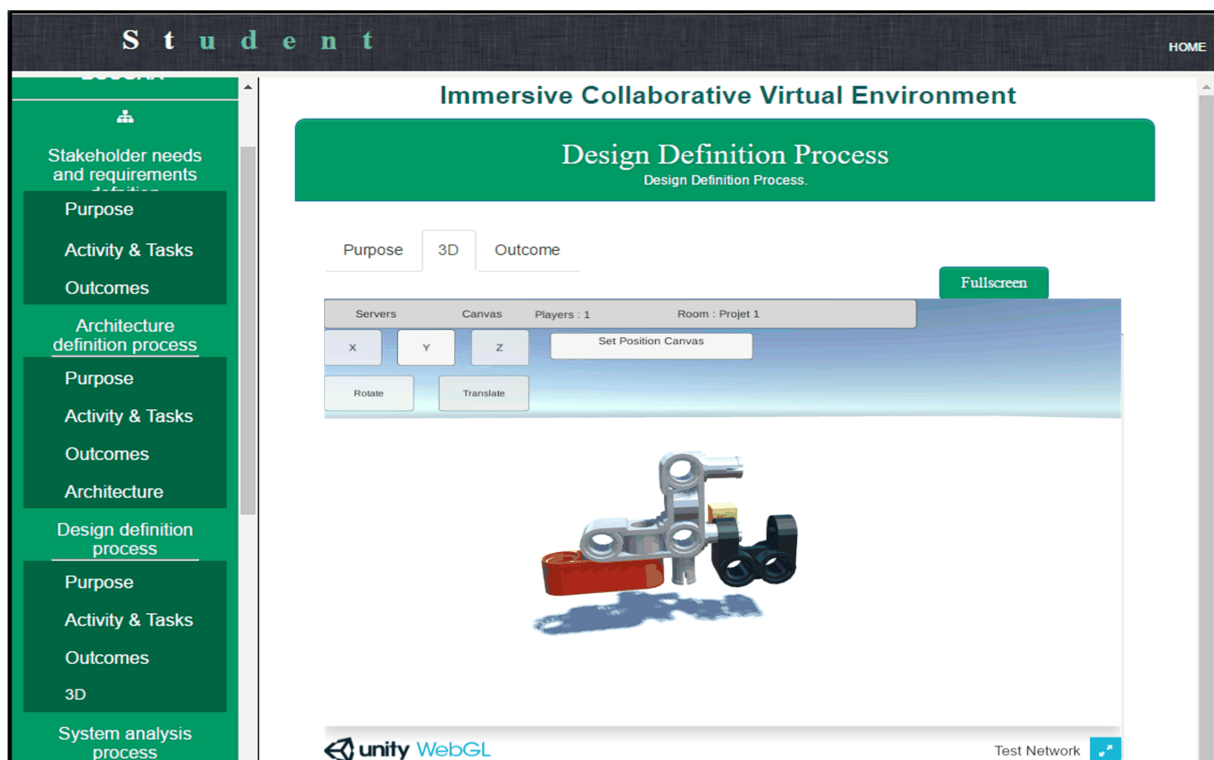 Student
HOME
Immersive Collaborative Virtual Environment
Stakeholder needs
and requirements
Purpose
Activity & Tasks
Outcomes
Architecture
definition process
Purpose
Activity & Tasks
Outcomes
Architecture
Design definition
process
Purpose
Activity & Tasks
Outcomes
3D
System analysis
process
Design Definition Process
Design Definition Process.
Purpose
3D
Outcome
Fullscreen
Servers
Canvas
Players : 1
Room : Projet 1
X
Y
Z
Set Position Canvas
Rotate
Translate
unity WebGL
Test Network